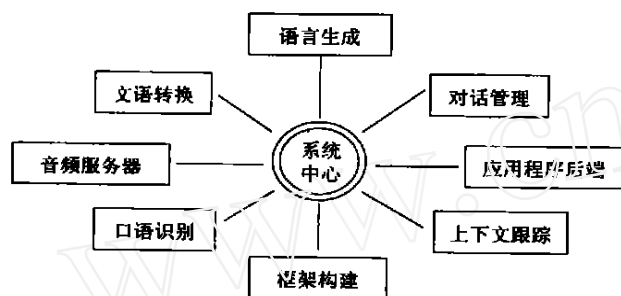 语言生成
文语转换
对话管理
音频服务器
系统
中心
应用程序后端
口语识别
上下文跟踪
框架构建
www.cn